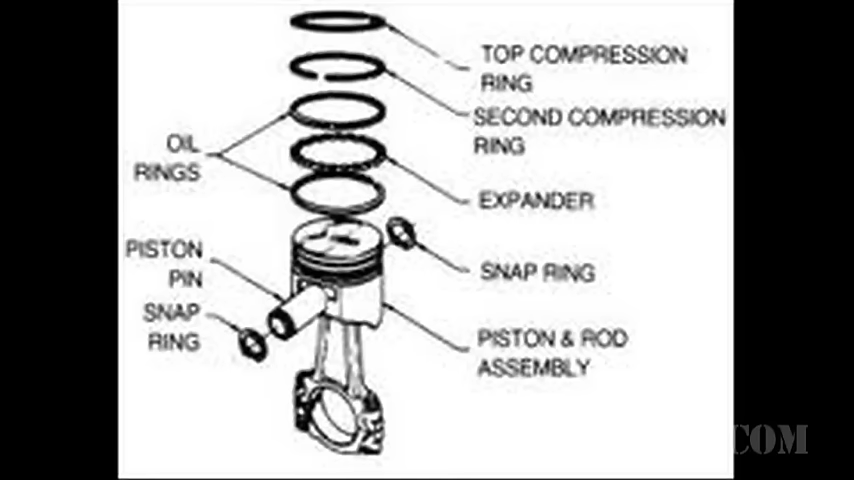 TOP COMPRESSION
RING
SECOND COMPRESSION
RING
OIL
RINGS
EXPANDER
PISTON
PIN
SNAP RING
SNAP
RING
PISTON & ROD
ASSEMBLY
.COM